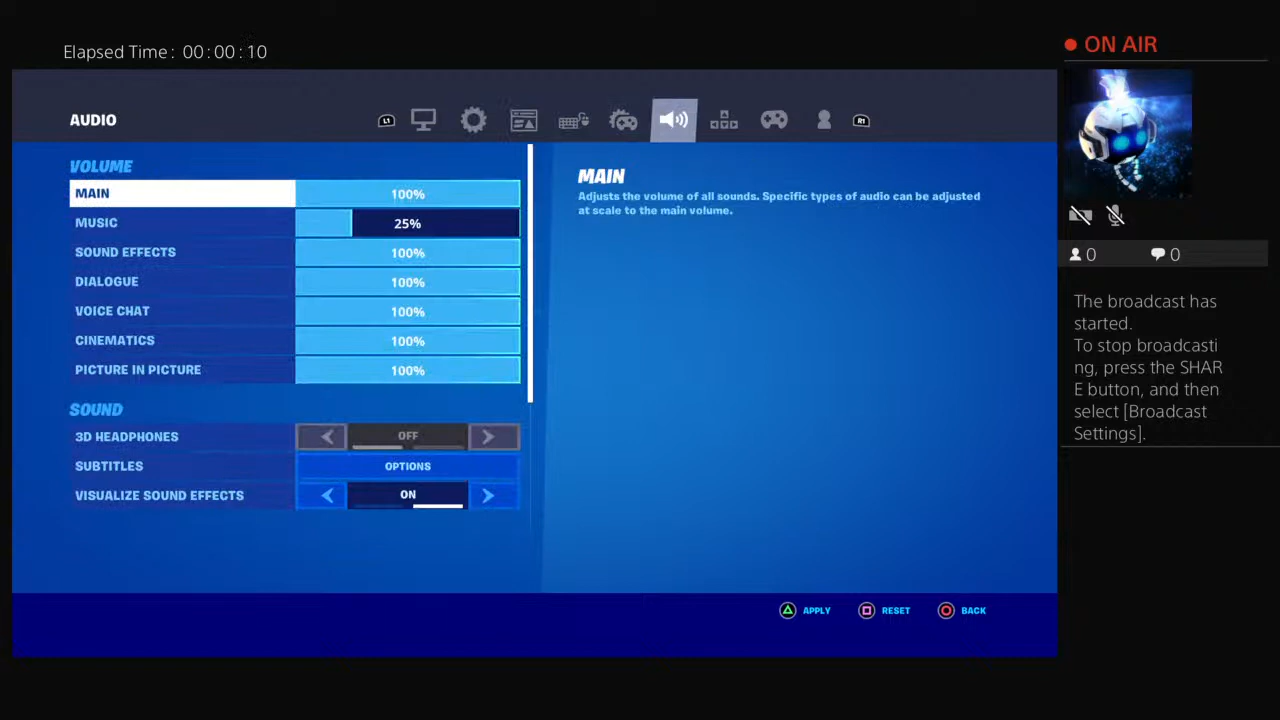 Elapsed Time: 00:00:10
ON AIR
AUDIO
L1
R1
VOLUME
MAIN 100%
MUSIC 25%
SOUND EFFECTS 100%
DIALOGUE 100%
VOICE CHAT 100%
CINEMATICS 100%
PICTURE IN PICTURE 100%
SOUND
3D HEADPHONES OFF
SUBTITLES OPTIONS
VISUALIZE SOUND EFFECTS ON
MAIN
Adjusts the volume of all sounds. Specific types of audio can be adjusted
at scale to the main volume.
APPLY RESET BACK
0 0
The broadcast has
started.
To stop broadcasti
ng, press the SHAR
E button, and then
select [Broadcast
Settings].